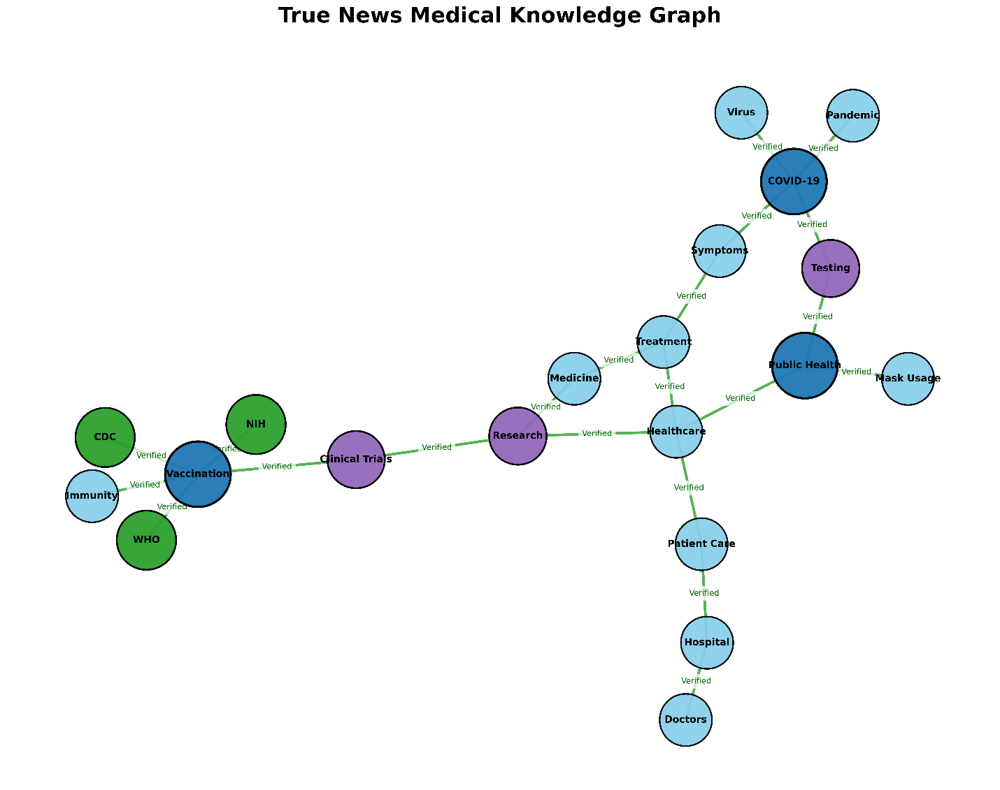 True News Medical Knowledge Graph
Virus
Pandemic
Verified
Verified
COVID-19
Verified
Verified
Symptoms
Testing
Verified
Verified
Treatment
Verified
Public Health
Verified
Mask Usage
Medicine
Verified
Verified
Verified
NIH
CDC
Healthcare
Verified
Research
Verified
Clinical Trials
Verified
Verified
Vaccination
Verified
Immunity
Verified
Verified
WHO
Verified
Patient Care
Verified
Hospital
Verified
Doctors